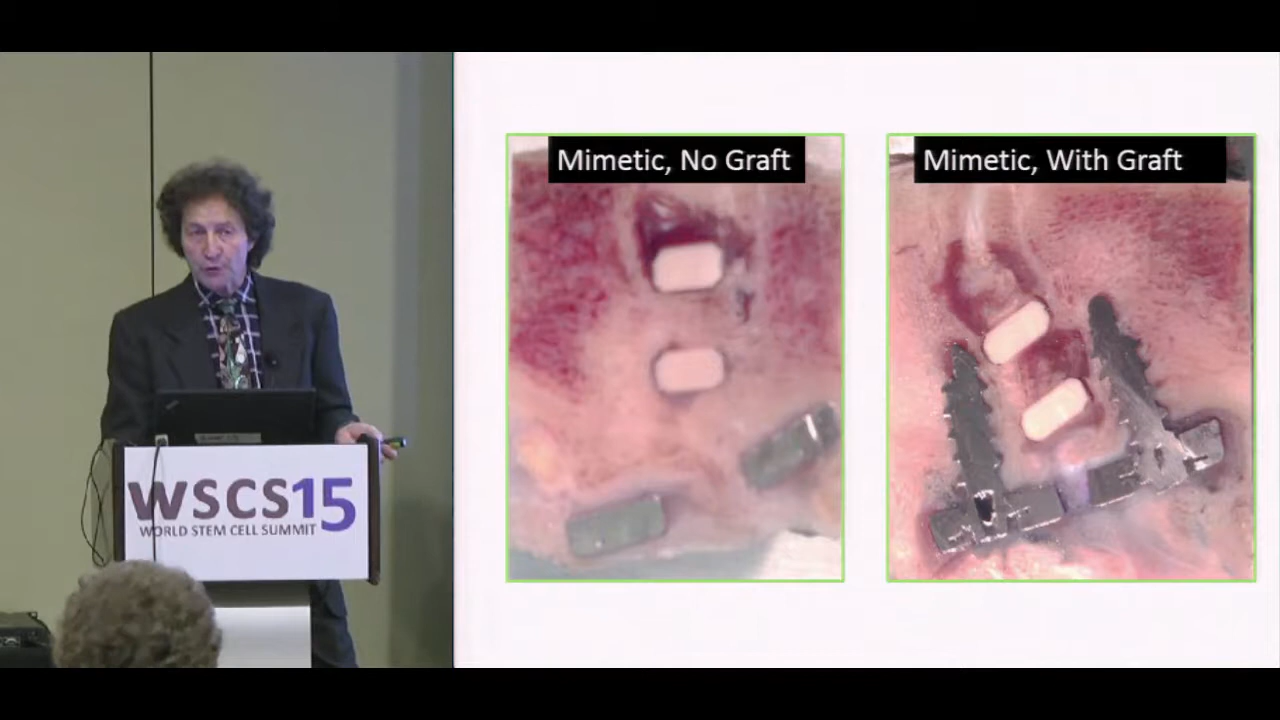 Mimetic, No Graft
Mimetic, With Graft
WSCS15
WORLD STEM CELL SUMMIT